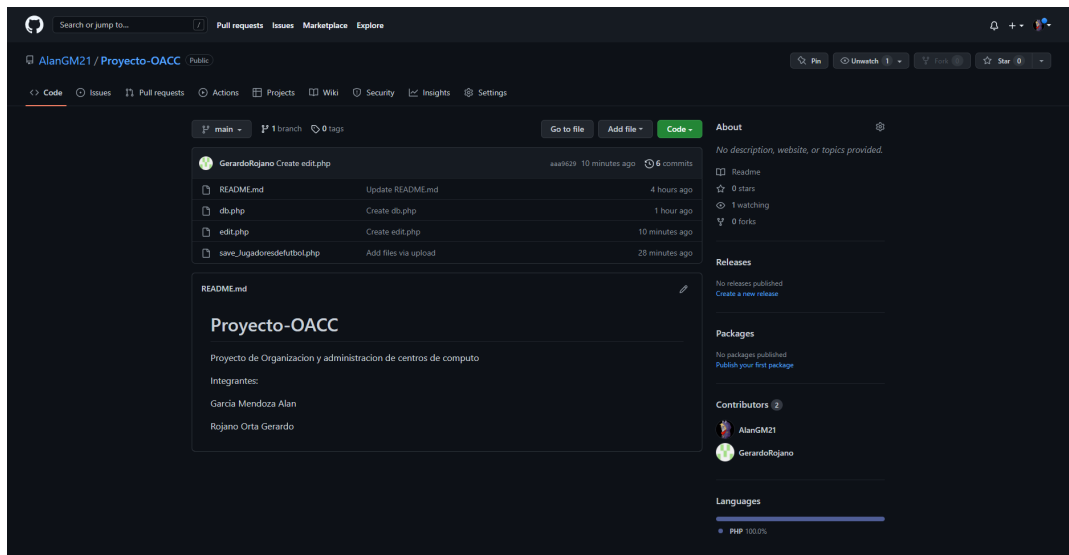 Search or jump to... /
Pull requests Issues Marketplace Explore
AlanGM21 / Proyecto-OACC Public
Pin Unwatch 1 Fork 0 Star 0
Code Issues Pull requests Actions Projects Wiki Security Insights Settings
main 1 branch 0 tags Go to file Add file Code
GerardoRojano Create edit.php aaa9629 10 minutes ago 6 commits
README.md Update README.md 4 hours ago
db.php Create db.php 1 hour ago
edit.php Create edit.php 10 minutes ago
save_Jugadoresdefutbol.php Add files via upload 28 minutes ago
README.md
Proyecto-OACC
Proyecto de Organizacion y administracion de centros de computo
Integrantes:
García Mendoza Alan
Rojano Orta Gerardo
About
No description, website, or topics provided.
Readme
0 stars
1 watching
0 forks
Releases
No releases published
Create a new release
Packages
No packages published
Publish your first package
Contributors 2
AlanGM21
GerardoRojano
Languages
PHP 100.0%